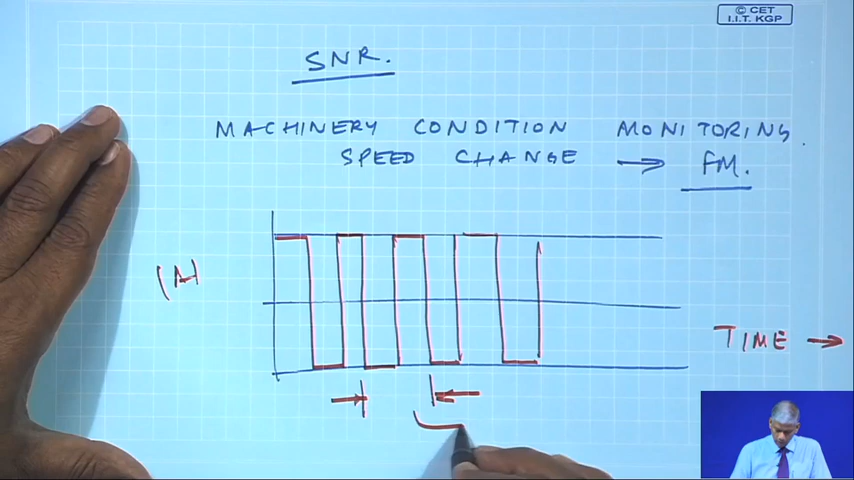 © CET
I.I.T. KGP
SNR.
MACHINERY CONDITION MONITORING.
SPEED CHANGE → FM.
(A)
TIME →